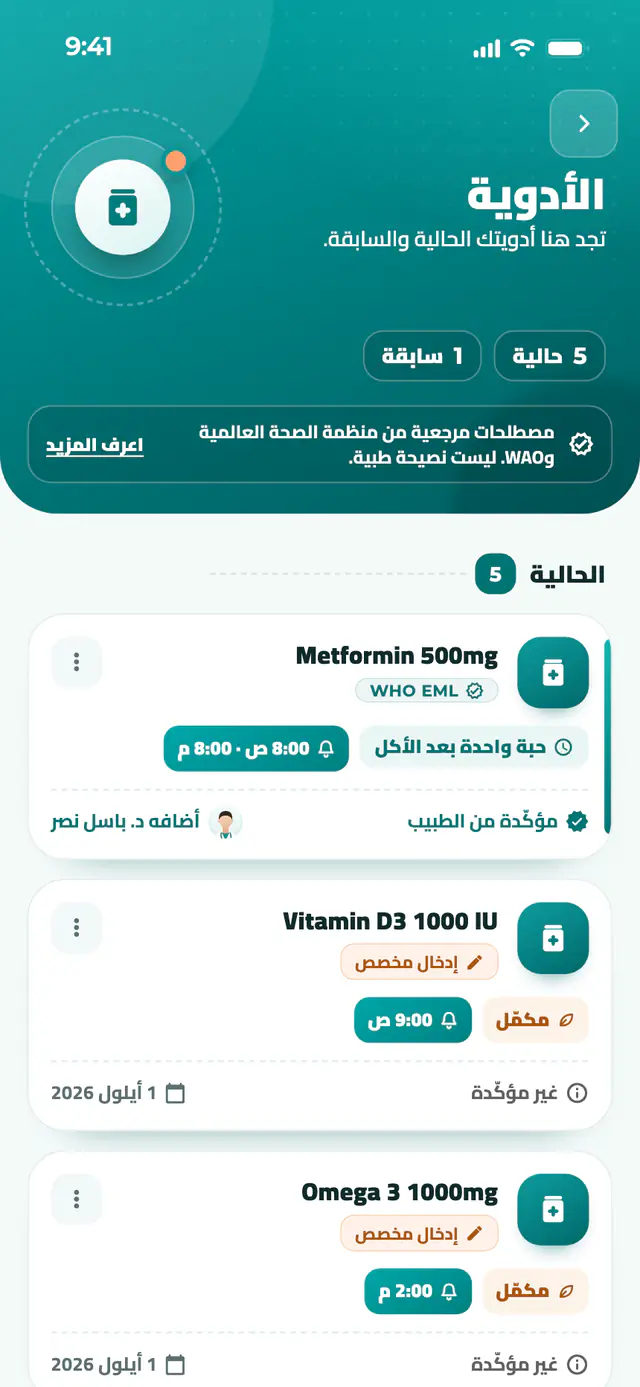 9:41
الأدوية
تجد هنا أدويتك الحالية والسابقة.
5 حالية
1 سابقة
مصطلحات مرجعية من منظمة الصحة العالمية
وWAO. ليست نصيحة طبية.
اعرف المزيد
الحالية 5
Metformin 500mg
WHO EML
حبة واحدة بعد الأكل
8:00 ص · 8:00 م
مؤكّدة من الطبيب
أضافه د. باسل نصر
Vitamin D3 1000 IU
إدخال مخصص
مكمّل
9:00 ص
غير مؤكّدة
1 أيلول 2026
Omega 3 1000mg
إدخال مخصص
مكمّل
2:00 م
غير مؤكّدة
1 أيلول 2026